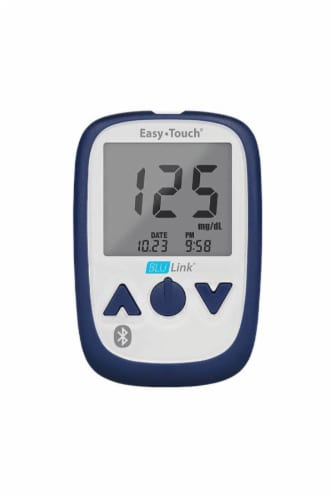 Easy•Touch®
125
mg/dL
DATE PM
10.23 9:58
BLU Link®